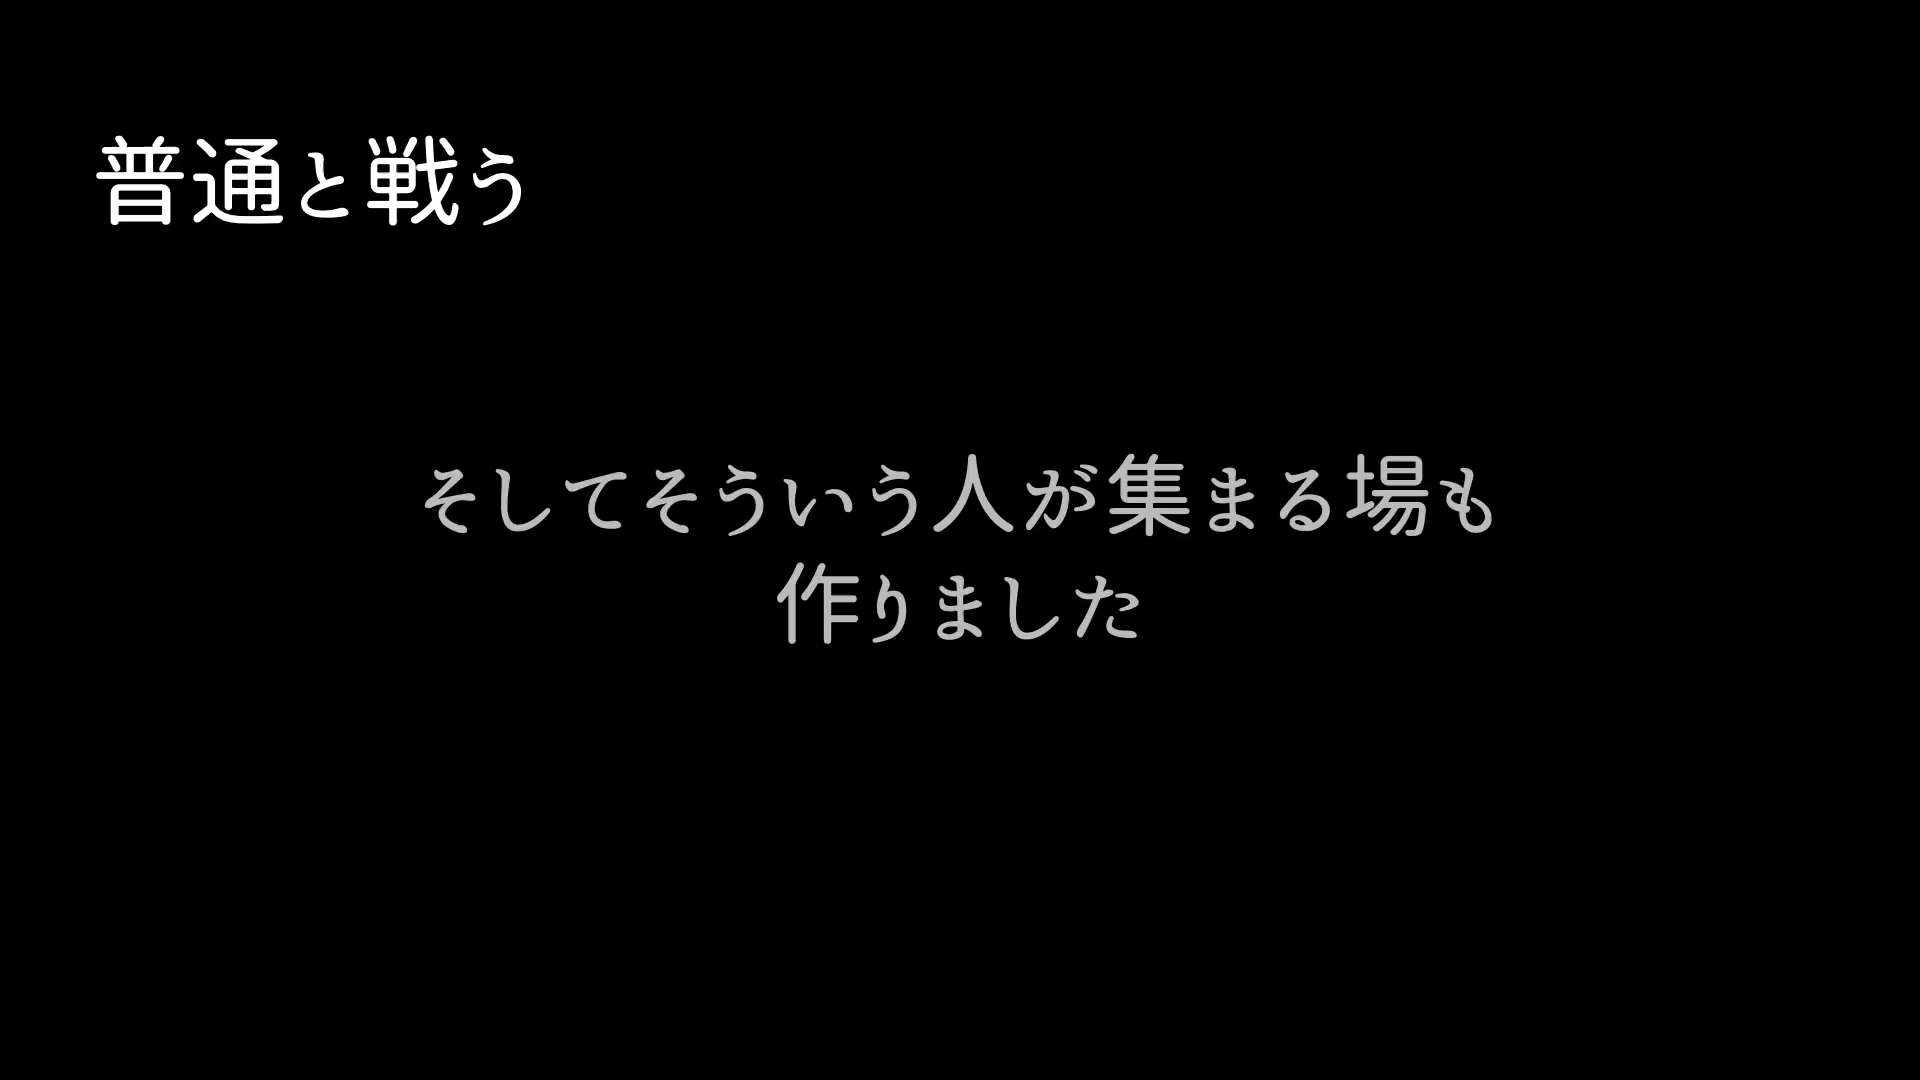 普通と戦う
そしてそういう人が集まる場も
作りました